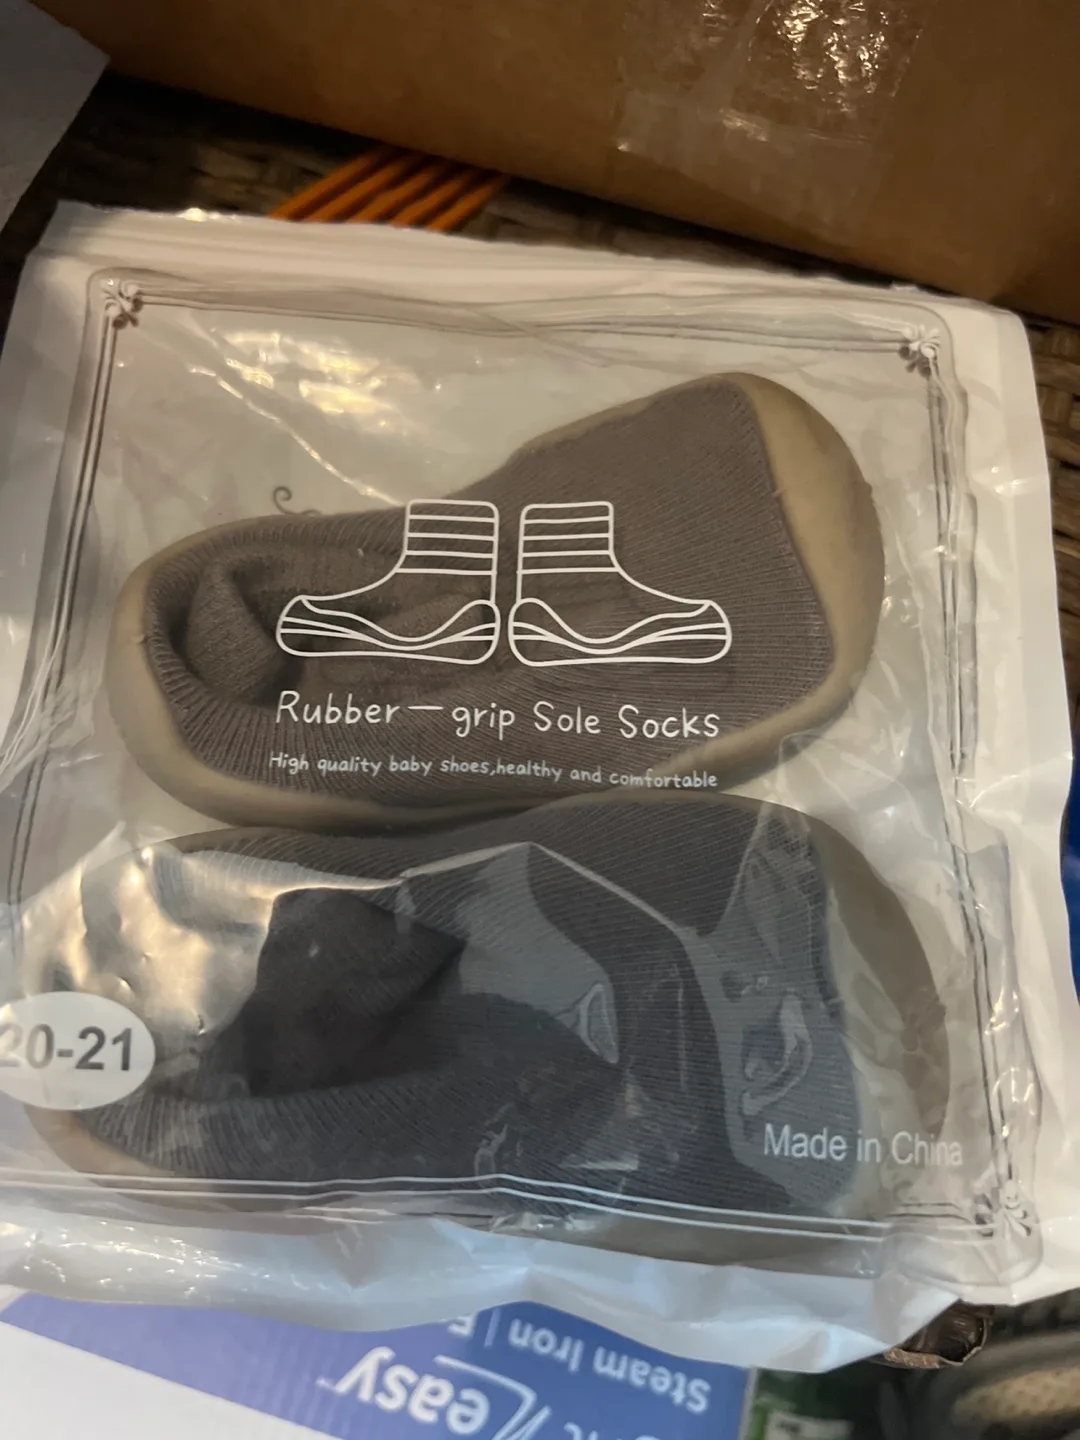 Rubber-grip Sole Socks
High quality baby shoes,healthy and comfortable
20-21
Made in China
Steam Iron |
easy